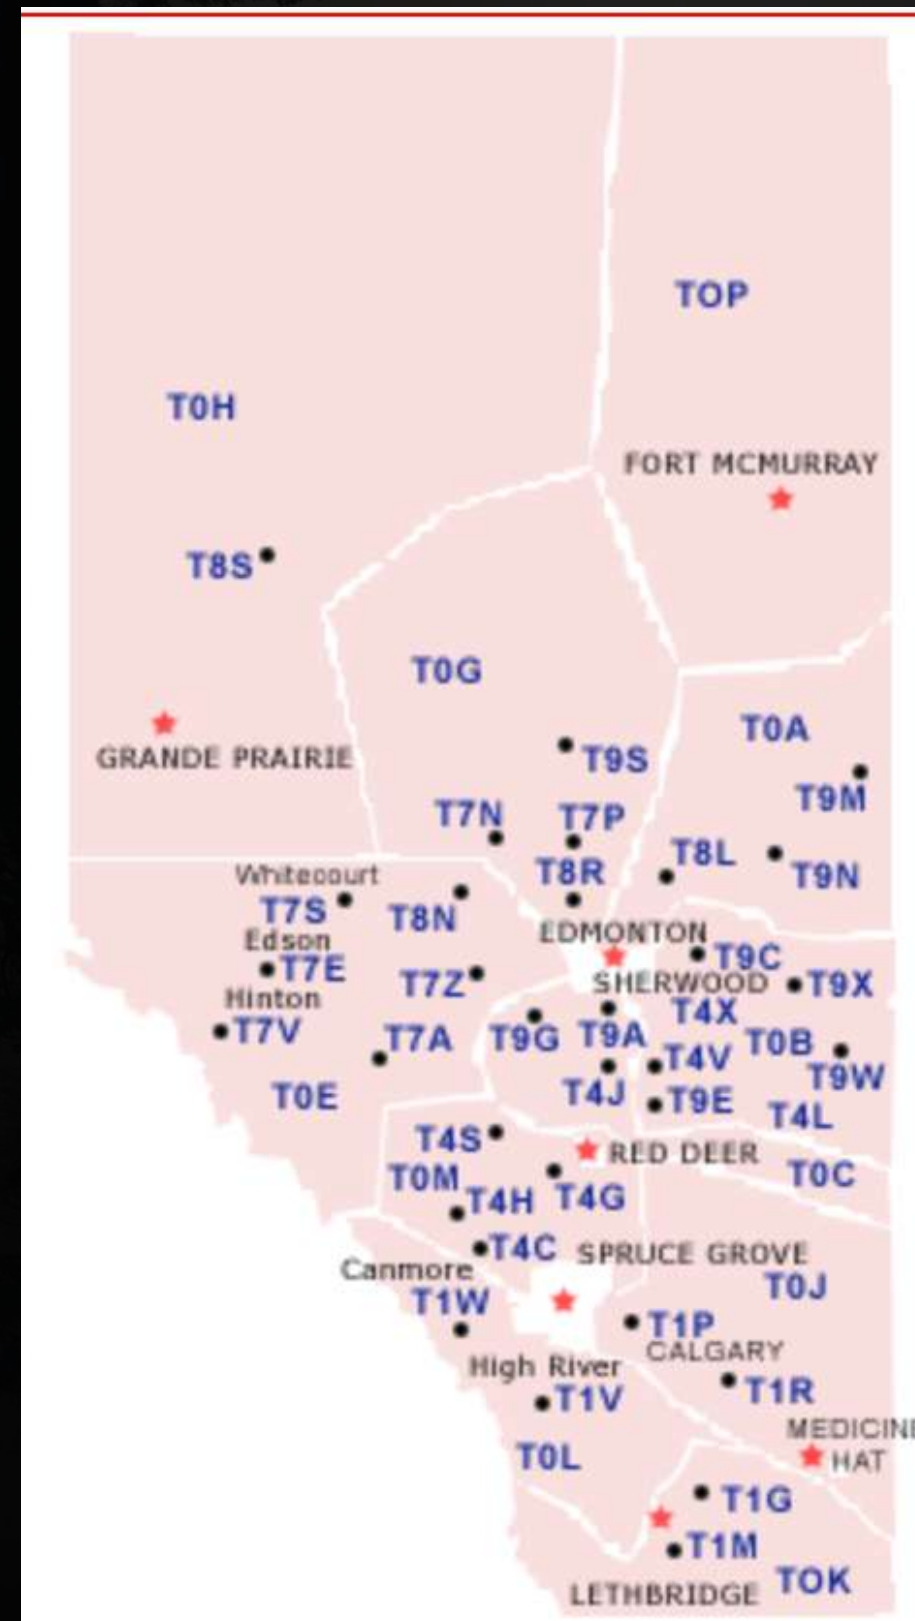 TOP
T0H
FORT MCMURRAY
T8S
T0G
T0A
GRANDE PRAIRIE
T9S
T9M
T7N
T7P
T8L
T8R
T9N
Whitecourt
T7S
T8N
EDMONTON
Edson
T9C
T7E
T7Z
SHERWOOD
T9X
Hinton
T4X
T7V
T7A
T9G
T9A
T0B
T4V
T9W
T0E
T4J
T9E
T4L
T4S
RED DEER
T0M
T0C
T4H
T4G
T4C
SPRUCE GROVE
Canmore
T0J
T1W
T1P
CALGARY
High River
T1R
T1V
MEDICINE
HAT
T0L
T1G
T1M
LETHBRIDGE
TOK